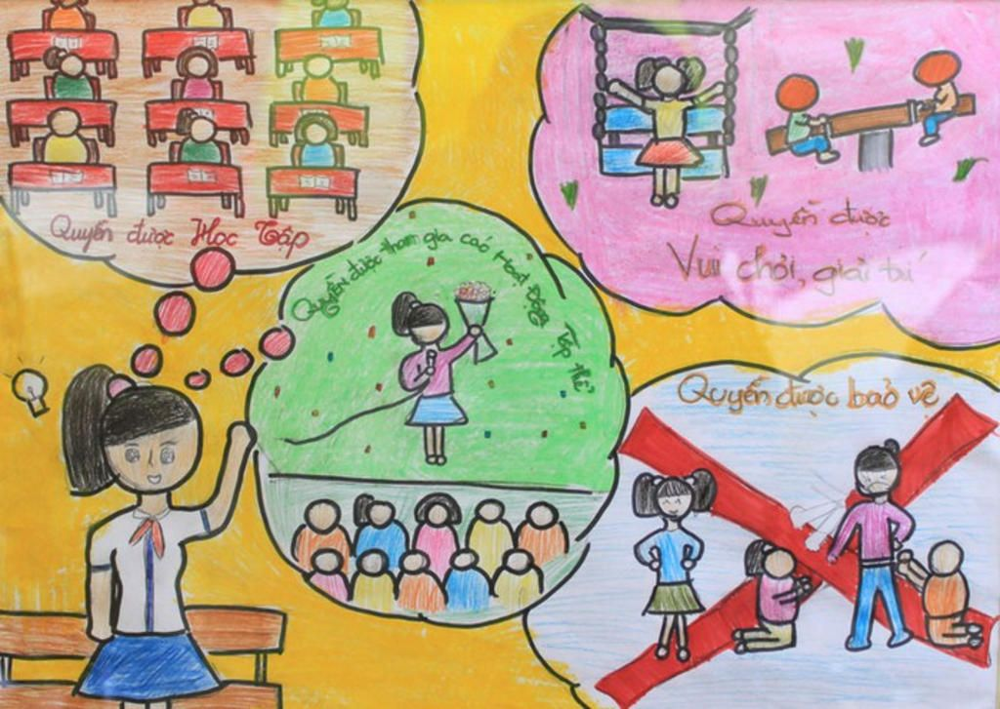 Quyền được Học Tập
Quyền được tham gia các Hoạt Động Tập thể
Quyền được
Vui chơi, giải trí
Quyền được bảo vệ